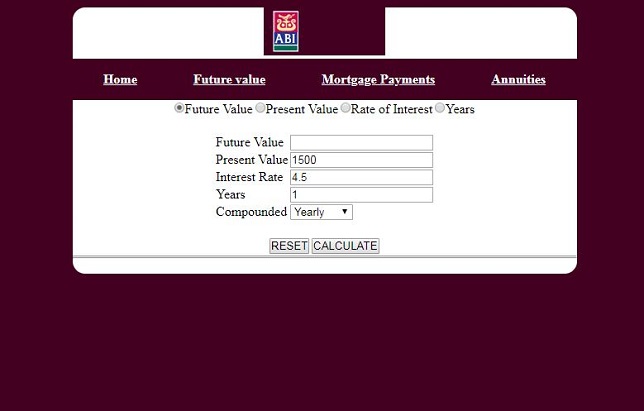 ABI
Home Future value Mortgage Payments Annuities
Future Value Present Value Rate of Interest Years
Future Value
Present Value 1500
Interest Rate 4.5
Years 1
Compounded Yearly
RESET CALCULATE